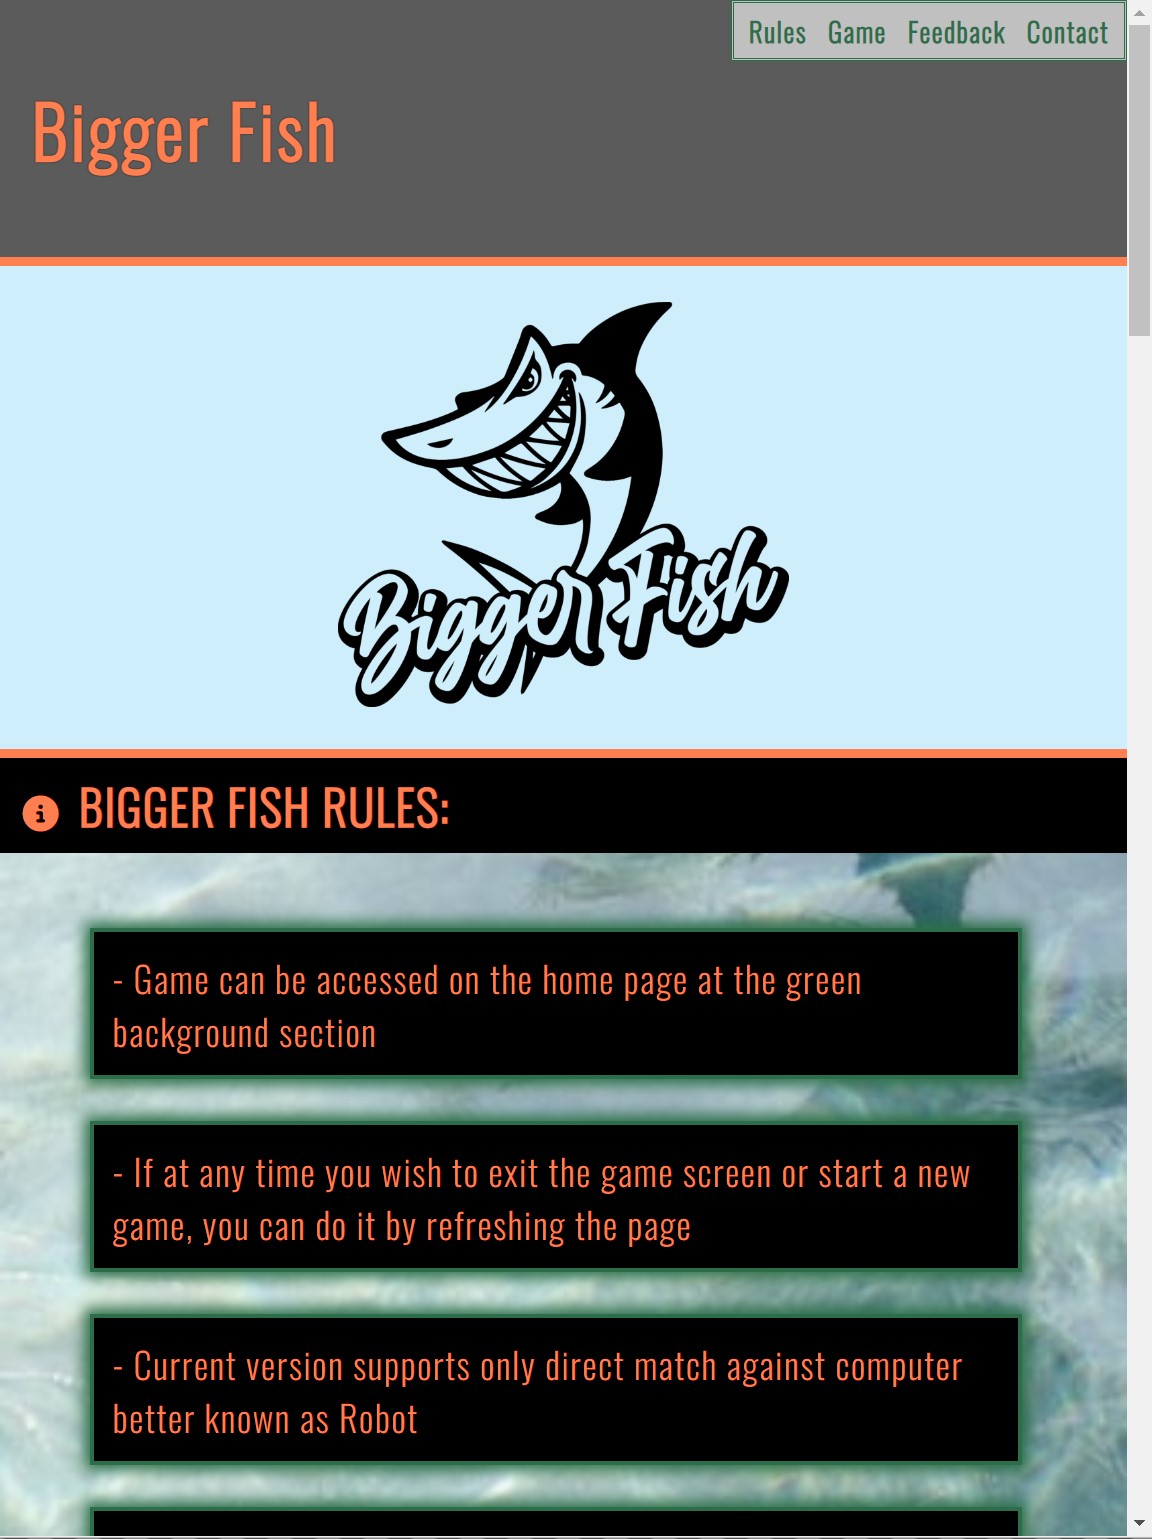 Rules Game Feedback Contact
Bigger Fish
Bigger Fish
BIGGER FISH RULES:
- Game can be accessed on the home page at the green
background section
- If at any time you wish to exit the game screen or start a new
game, you can do it by refreshing the page
- Current version supports only direct match against computer
better known as Robot